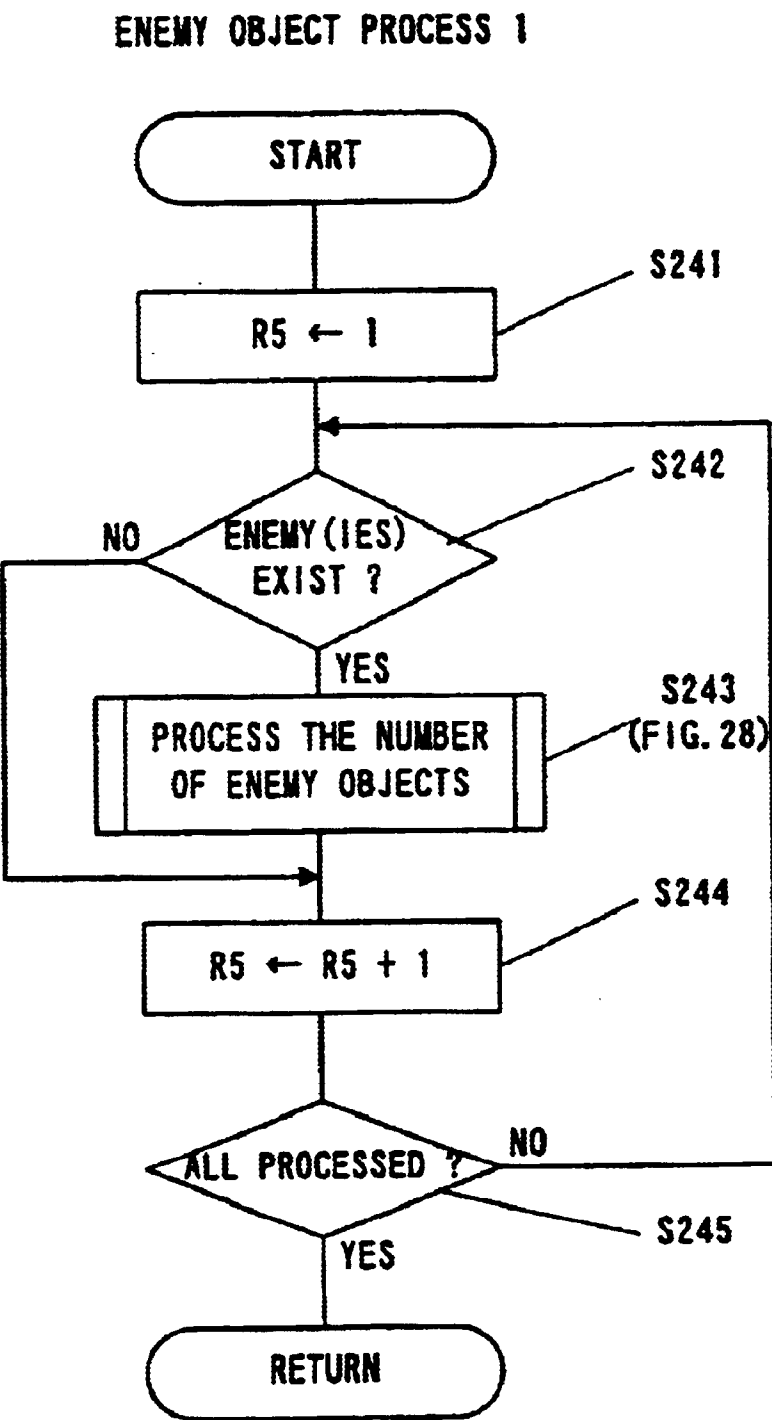 ENEMY OBJECT PROCESS 1
START
S241
R5 ← 1
S242
NO
ENEMY(IES)
EXIST ?
YES
S243
(FIG.28)
PROCESS THE NUMBER
OF ENEMY OBJECTS
S244
R5 ← R5 + 1
ALL PROCESSED ?
NO
S245
YES
RETURN